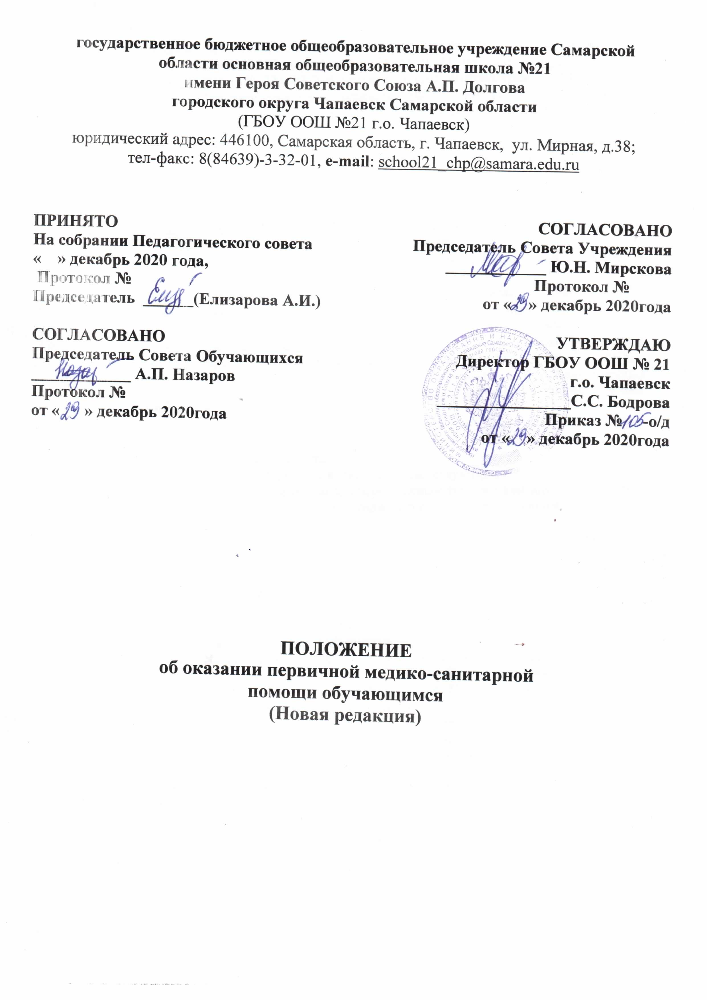 государственное бюджетное общеобразовательное учреждение Самарской
области основная общеобразовательная школа №21
имени Героя Советского Союза А.П. Долгова
городского округа Чапаевск Самарской области
(ГБОУ ООШ №21 г.о. Чапаевск)
юридический адрес: 446100, Самарская область, г. Чапаевск, ул. Мирная, д.38;
тел-факс: 8(84639)-3-32-01, e-mail: school21_chp@samara.edu.ru
ПРИНЯТО
На собрании Педагогического совета
« » декабрь 2020 года,
Протокол №
Председатель ______(Елизарова А.И.)
СОГЛАСОВАНО
Председатель Совета Учреждения
____________ Ю.Н. Мирскова
Протокол №
от «29» декабрь 2020года
СОГЛАСОВАНО
Председатель Совета Обучающихся
____________ А.П. Назаров
Протокол №
от «29 » декабрь 2020года
УТВЕРЖДАЮ
Директор ГБОУ ООШ № 21
г.о. Чапаевск
________________С.С. Бодрова
Приказ №105-о/д
от «29» декабрь 2020года
ПОЛОЖЕНИЕ
об оказании первичной медико-санитарной
помощи обучающимся
(Новая редакция)